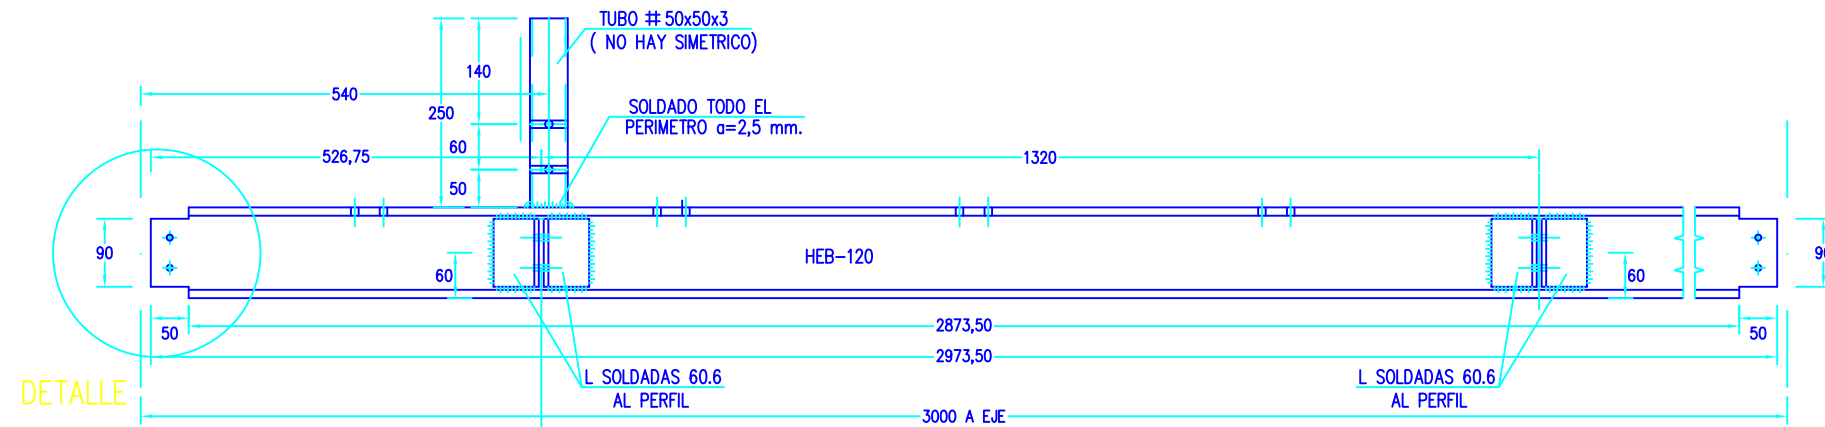 TUBO # 50x50x3
( NO HAY SIMETRICO)
140
540
250
SOLDADO TODO EL
PERIMETRO a=2,5 mm.
60
526,75
1320
50
90
HEB-120
60
60
50
2873,50
50
2973,50
L SOLDADAS 60.6
AL PERFIL
L SOLDADAS 60.6
AL PERFIL
DETALLE
3000 A EJE